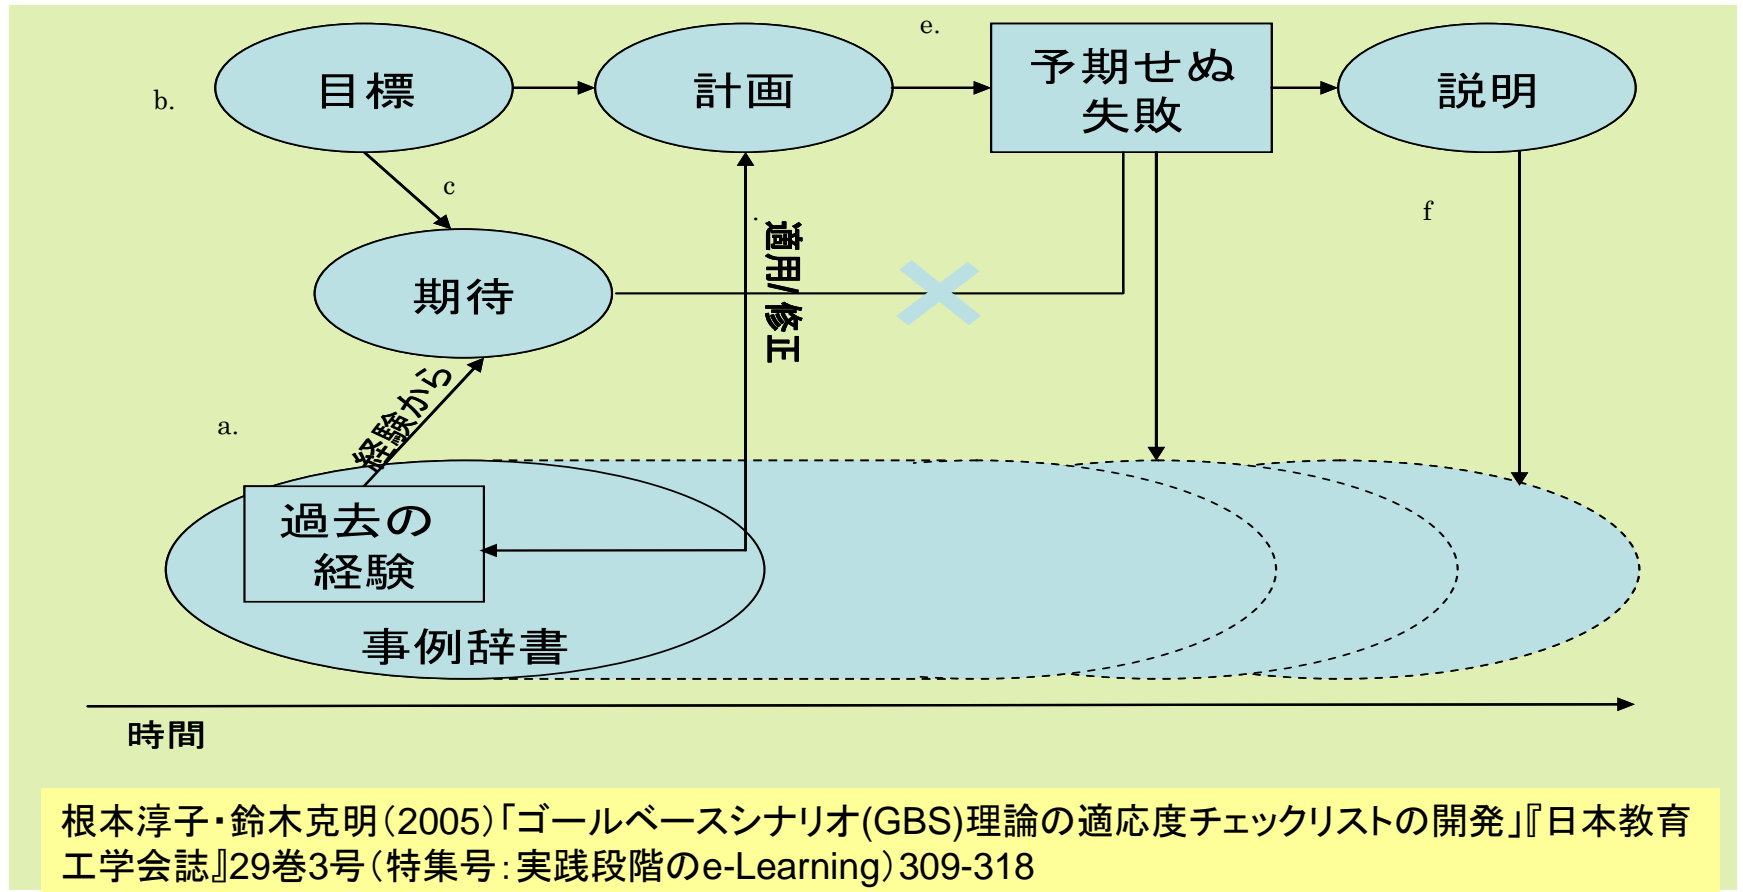 e.
b.
目標
計画
予期せぬ
失敗
説明
c
.
f
適用/修正
期待
経験から
a.
過去の
経験
事例辞書
時間
根本淳子・鈴木克明(2005)「ゴールベースシナリオ(GBS)理論の適応度チェックリストの開発」『日本教育
工学会誌』29巻3号(特集号:実践段階のe-Learning)309-318